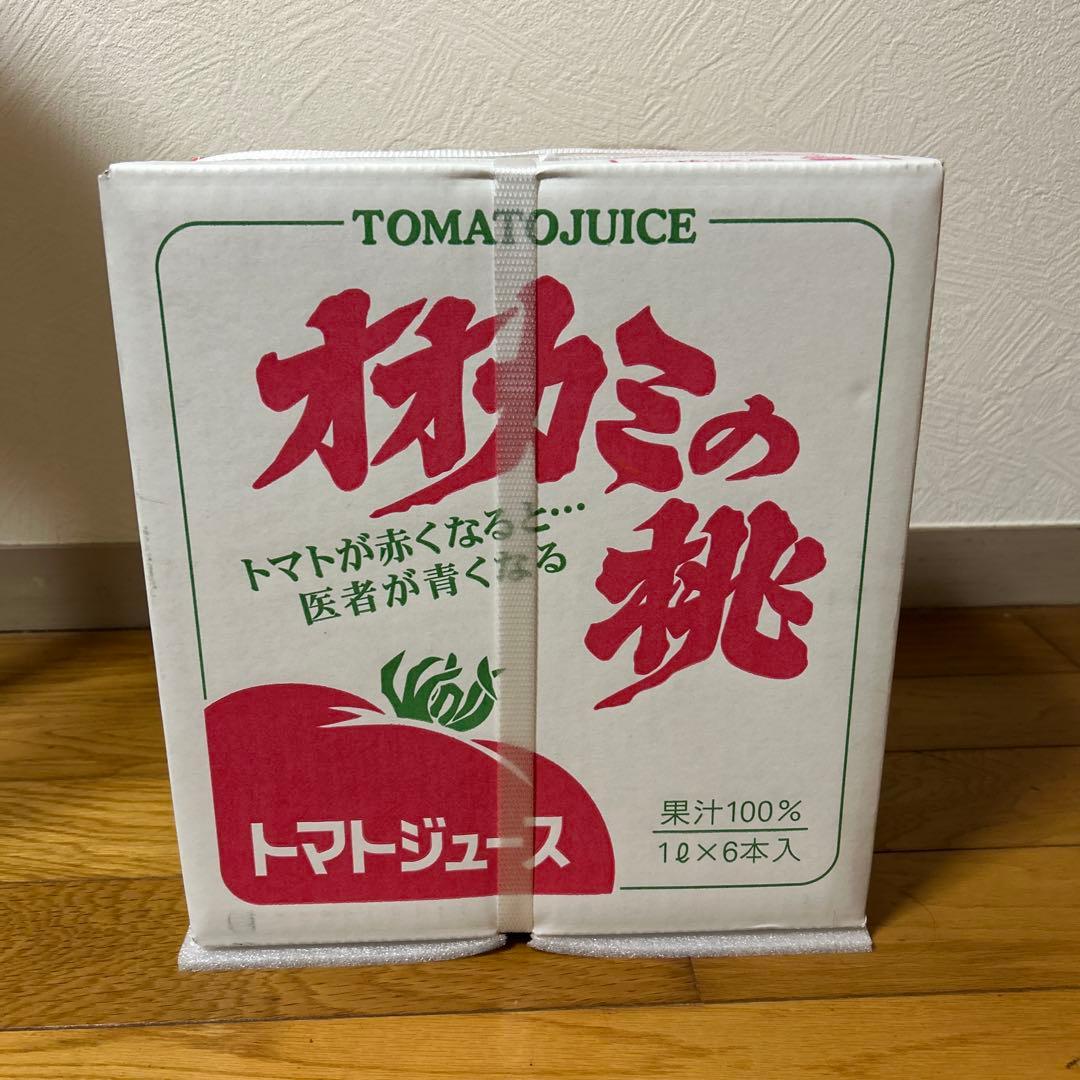 TOMATOJUICE
オオカミの
桃
トマトが赤くなると…
医者が青くなる
トマトジュース
果汁100%
1ℓ×6本入